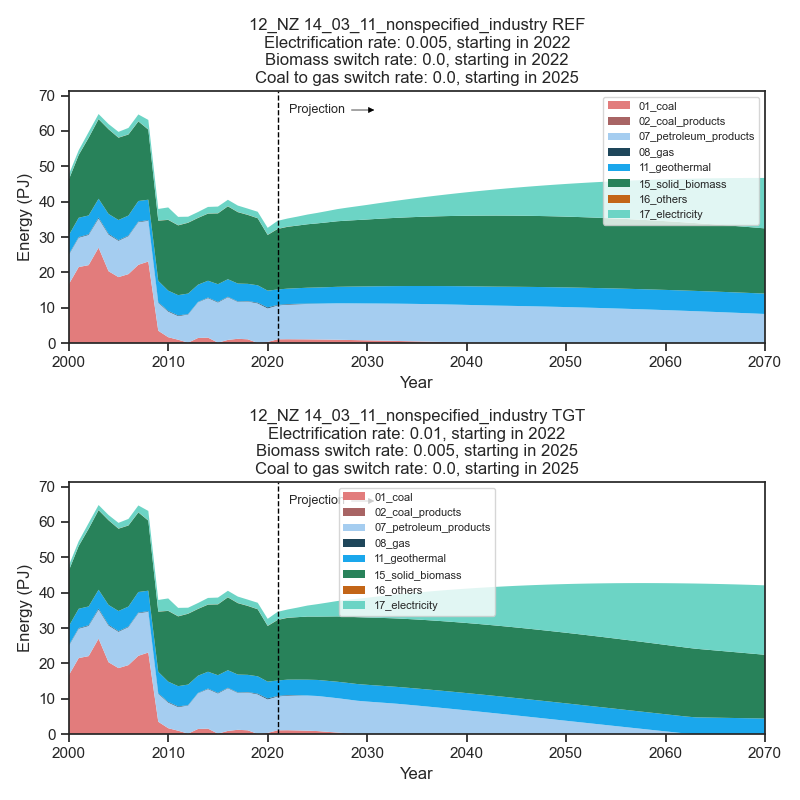 12_NZ 14_03_11_nonspecified_industry REF
Electrification rate: 0.005, starting in 2022
Biomass switch rate: 0.0, starting in 2022
Coal to gas switch rate: 0.0, starting in 2025
Energy (PJ)
70
60
50
40
30
20
10
0
Projection
01_coal
02_coal_products
07_petroleum_products
08_gas
11_geothermal
15_solid_biomass
16_others
17_electricity
2000 2010 2020 2030 2040 2050 2060 2070
Year
12_NZ 14_03_11_nonspecified_industry TGT
Electrification rate: 0.01, starting in 2022
Biomass switch rate: 0.005, starting in 2025
Coal to gas switch rate: 0.0, starting in 2025
Energy (PJ)
70
60
50
40
30
20
10
0
Projection
01_coal
02_coal_products
07_petroleum_products
08_gas
11_geothermal
15_solid_biomass
16_others
17_electricity
2000 2010 2020 2030 2040 2050 2060 2070
Year